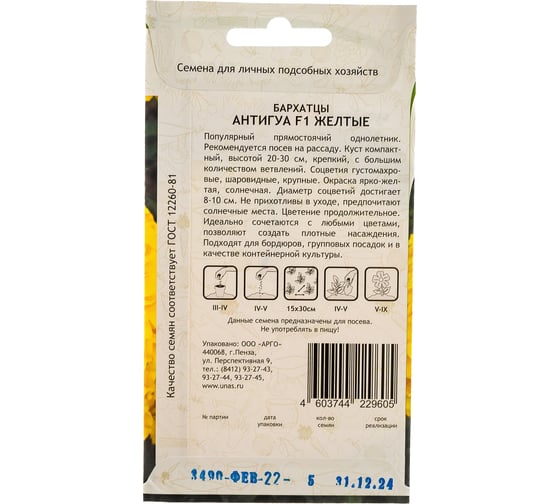 Семена для личных подсобных хозяйств
БАРХАТЦЫ
АНТИГУА F1 ЖЕЛТЫЕ
Популярный прямостоячий однолетник.
Рекомендуется посев на рассаду. Куст компакт-
ный, высотой 20-30 см, крепкий, с большим
количеством ветвлений. Соцветия густомахро-
вые, шаровидные, крупные. Окраска ярко-жел-
тая, солнечная. Диаметр соцветий достигает
8-10 см. Не прихотливы в уходе, предпочитают
солнечные места. Цветение продолжительное.
Идеально сочетаются с любыми цветами,
позволяют создать плотные насаждения.
Подходят для бордюров, групповых посадок и в
качестве контейнерной культуры.
Качество семян соответствует ГОСТ 12260-81
III-IV IV-V 15х30см IV-V V-IX
Данные семена предназначены для посева.
Не употреблять в пищу!
Упаковано: ООО «АРГО»
440068, г.Пенза,
ул. Перспективная 9,
тел.: (8412) 93-27-43,
93-27-44, 93-27-45,
www.unas.ru
4 603744 229605
№ партии дата упаковки кол-во семян срок реализации
3490-ФЕВ-22- 5 31.12.24